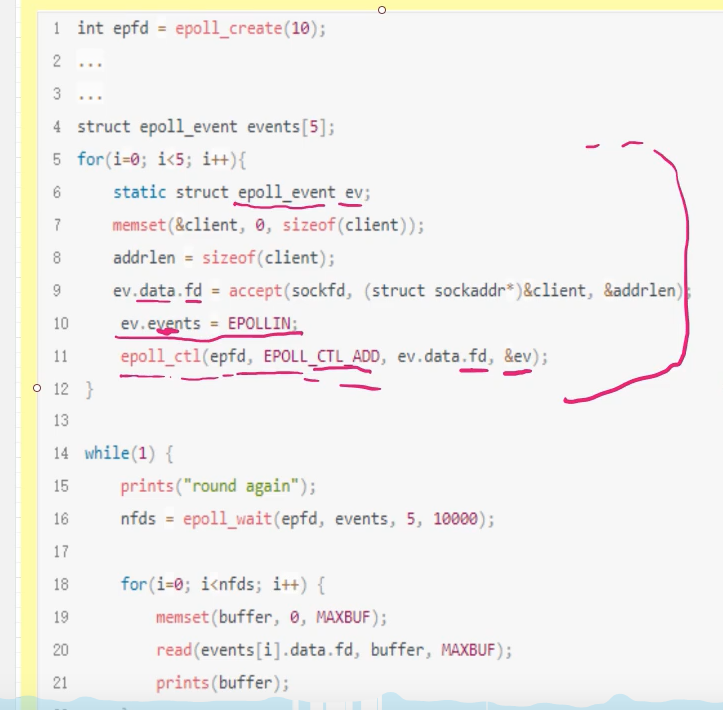 1 int epfd = epoll_create(10);
2 ...
3 ...
4 struct epoll_event events[5];
5 for(i=0; i<5; i++){
6 static struct epoll_event ev;
7 memset(&client, 0, sizeof(client));
8 addrlen = sizeof(client);
9 ev.data.fd = accept(sockfd, (struct sockaddr*)&client, &addrlen);
10 ev.events = EPOLLIN;
11 epoll_ctl(epfd, EPOLL_CTL_ADD, ev.data.fd, &ev);
12 }
13
14 while(1) {
15 prints("round again");
16 nfds = epoll_wait(epfd, events, 5, 10000);
17
18 for(i=0; i<nfds; i++) {
19 memset(buffer, 0, MAXBUF);
20 read(events[i].data.fd, buffer, MAXBUF);
21 prints(buffer);